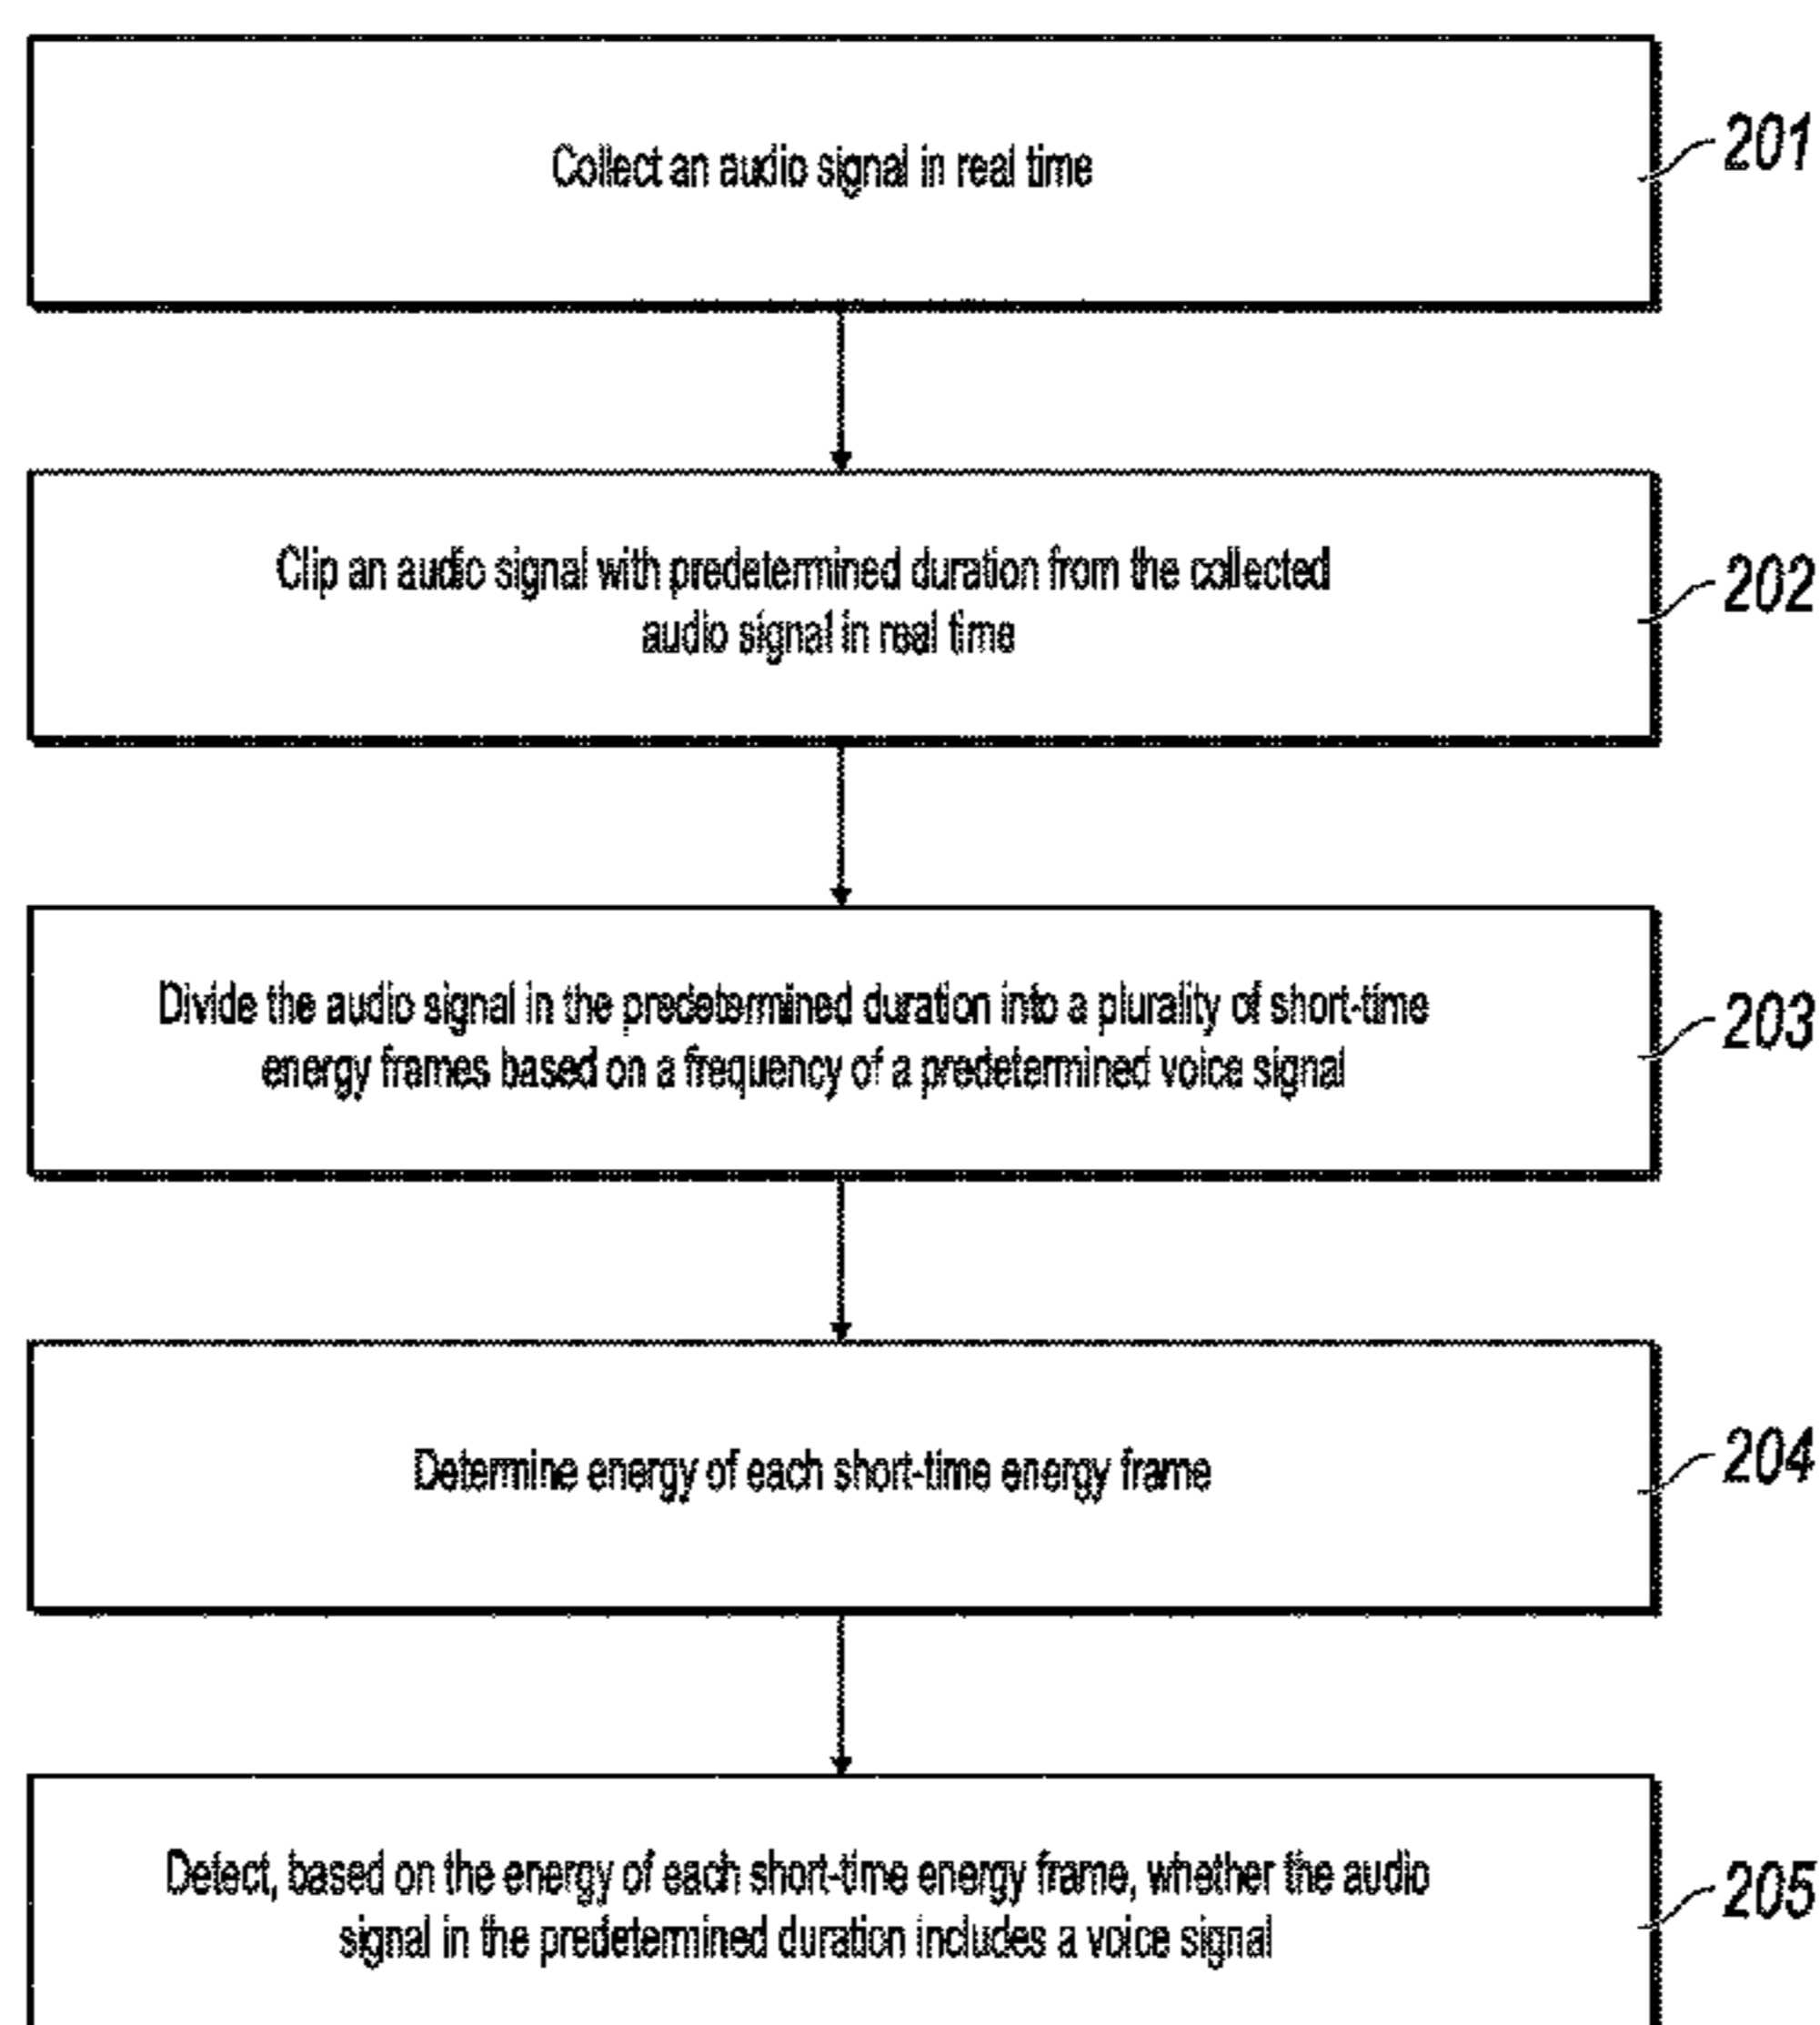 Collect an audio signal in real time
201
Clip an audio signal with predetermined duration from the collected
audio signal in real time
202
Divide the audio signal in the predetermined duration into a plurality of short-time
energy frames based on a frequency of a predetermined voice signal
203
Determine energy of each short-time energy frame
204
Detect, based on the energy of each short-time energy frame, whether the audio
signal in the predetermined duration includes a voice signal
205